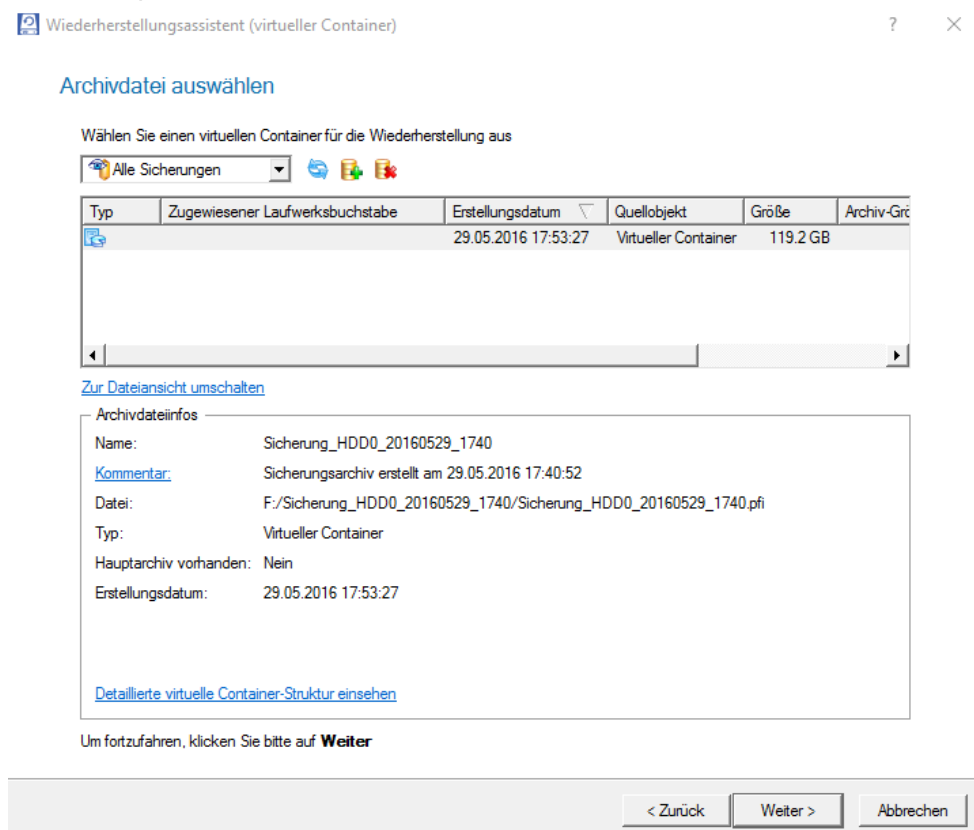 Wiederherstellungsassistent (virtueller Container)
Archivdatei auswählen
Wählen Sie einen virtuellen Container für die Wiederherstellung aus
Alle Sicherungen
Typ Zugewiesener Laufwerksbuchstabe Erstellungsdatum Quellobjekt Größe Archiv-Grö
29.05.2016 17:53:27 Virtueller Container 119.2 GB
Zur Dateiansicht umschalten
Archivdateiinfos
Name: Sicherung_HDD0_20160529_1740
Kommentar: Sicherungsarchiv erstellt am 29.05.2016 17:40:52
Datei: F:/Sicherung_HDD0_20160529_1740/Sicherung_HDD0_20160529_1740.pfi
Typ: Virtueller Container
Hauptarchiv vorhanden: Nein
Erstellungsdatum: 29.05.2016 17:53:27
Detaillierte virtuelle Container-Struktur einsehen
Um fortzufahren, klicken Sie bitte auf Weiter
< Zurück Weiter > Abbrechen